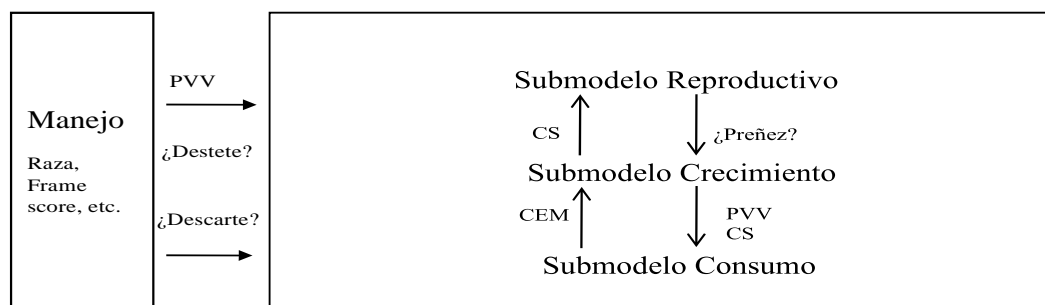 Manejo
Raza,
Frame
score, etc.
PVV
¿Destete?
¿Descarte?
Submodelo Reproductivo
CS
¿Preñez?
Submodelo Crecimiento
CEM
PVV
CS
Submodelo Consumo